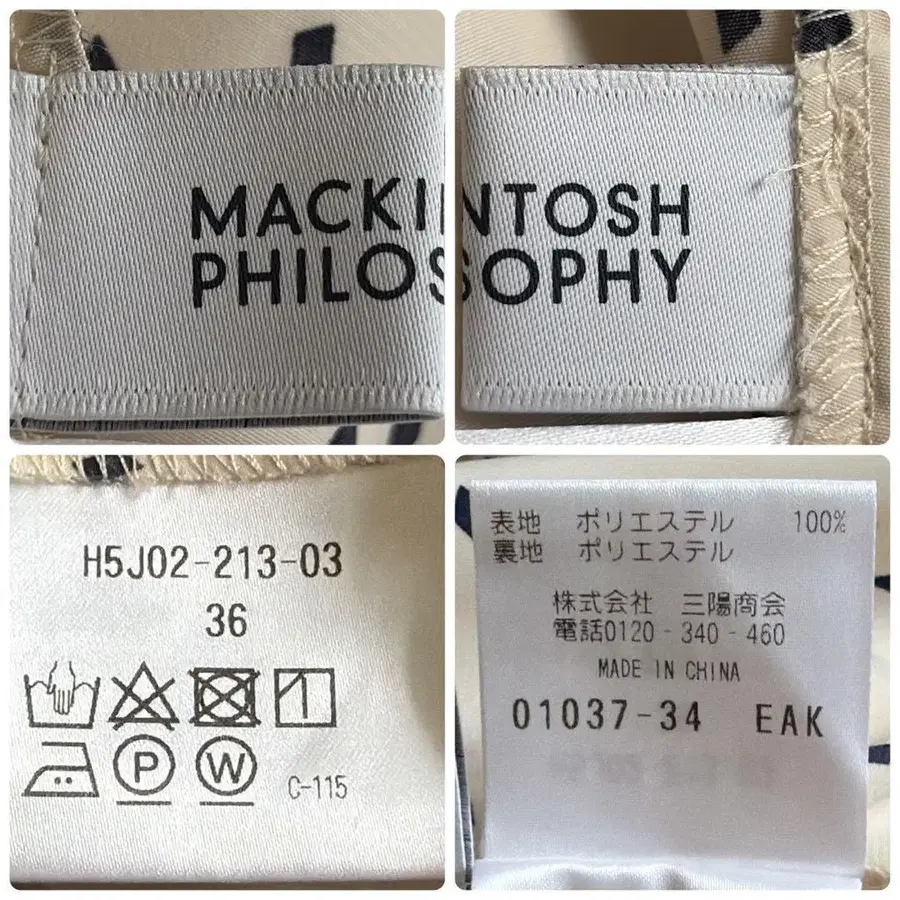 MACKINTOSH
PHILOSOPHY
H5J02-213-03
36
P
W
C-115
表地 ポリエステル 100%
裏地 ポリエステル
株式会社 三陽商会
電話0120-340-460
MADE IN CHINA
01037-34 EAK